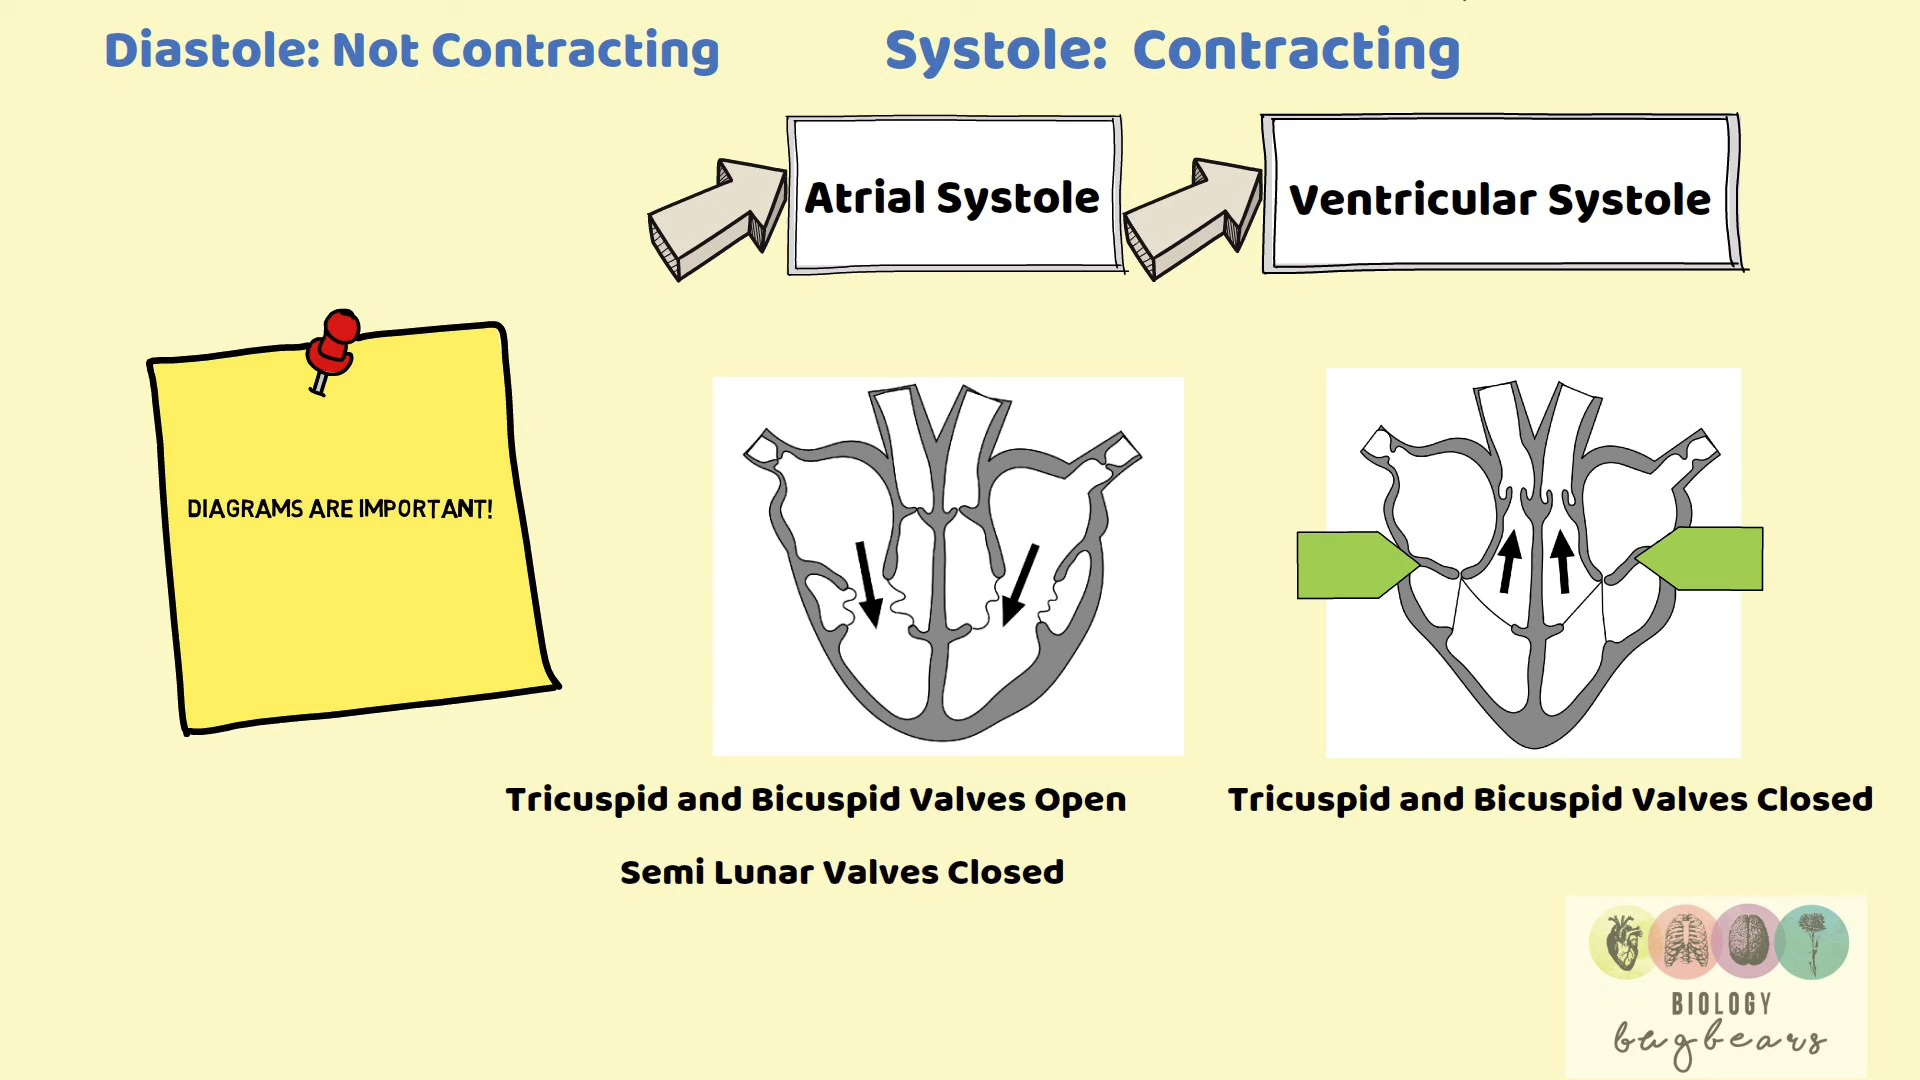 Diastole: Not Contracting
Systole: Contracting
Atrial Systole
Ventricular Systole
DIAGRAMS ARE IMPORTANT!
Tricuspid and Bicuspid Valves Open
Tricuspid and Bicuspid Valves Closed
Semi Lunar Valves Closed
BIOLOGY
bugbears